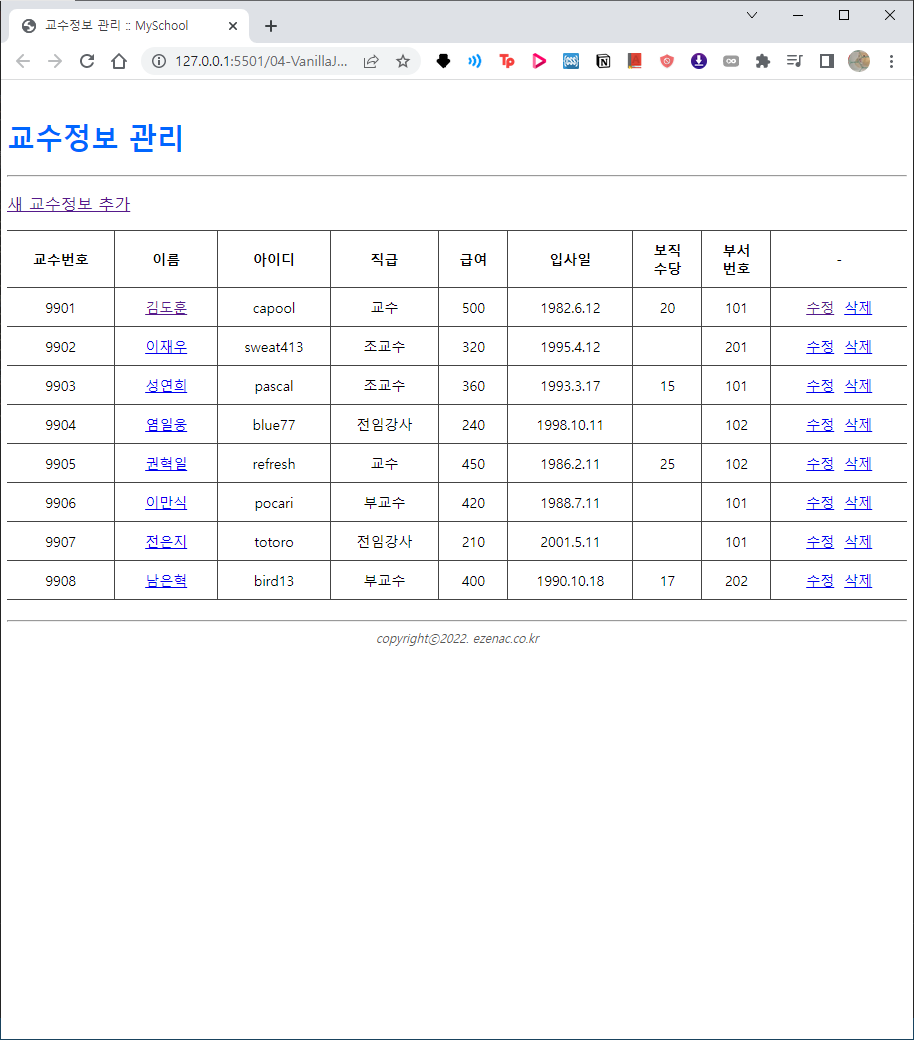 교수정보 관리 :: MySchool
127.0.0.1:5501/04-VanillaJ...
교수정보 관리
새 교수정보 추가
교수번호 이름 아이디 직급 급여 입사일 보직 수당 부서 번호 -
9901 김도훈 capool 교수 500 1982.6.12 20 101 수정 삭제
9902 이재우 sweat413 조교수 320 1995.4.12 201 수정 삭제
9903 성연희 pascal 조교수 360 1993.3.17 15 101 수정 삭제
9904 염일웅 blue77 전임강사 240 1998.10.11 102 수정 삭제
9905 권혁일 refresh 교수 450 1986.2.11 25 102 수정 삭제
9906 이만식 pocari 부교수 420 1988.7.11 101 수정 삭제
9907 전은지 totoro 전임강사 210 2001.5.11 101 수정 삭제
9908 남은혁 bird13 부교수 400 1990.10.18 17 202 수정 삭제
copyrightⓒ2022. ezenac.co.kr